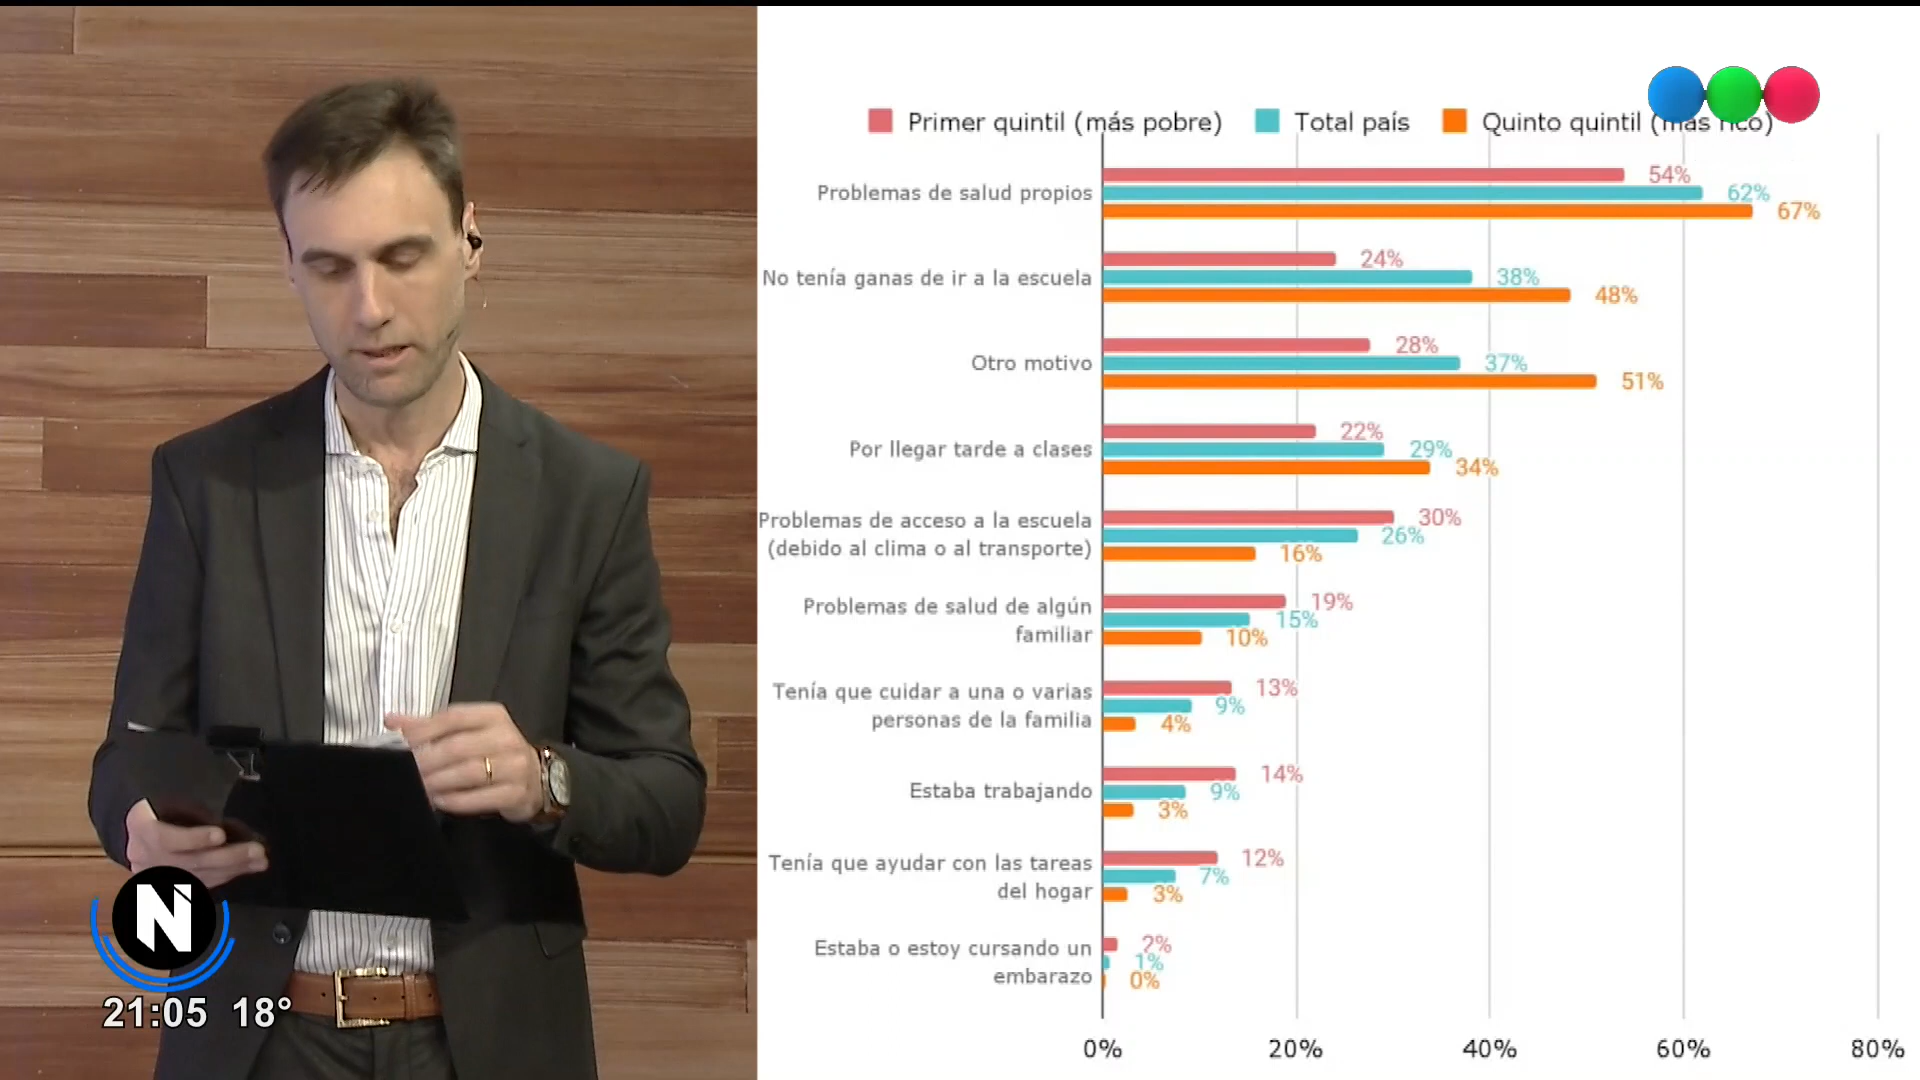 Primer quintil (más pobre) Total país Quinto quintil (más rico)
Problemas de salud propios
54%
62%
67%
No tenía ganas de ir a la escuela
24%
38%
48%
Otro motivo
28%
37%
51%
Por llegar tarde a clases
22%
29%
34%
Problemas de acceso a la escuela
(debido al clima o al transporte)
30%
26%
16%
Problemas de salud de algún
familiar
19%
15%
10%
Tenía que cuidar a una o varias
personas de la familia
13%
9%
4%
Estaba trabajando
14%
9%
3%
Tenía que ayudar con las tareas
del hogar
12%
7%
3%
Estaba o estoy cursando un
embarazo
2%
1%
0%
0% 20% 40% 60% 80%
N
21:05 18°